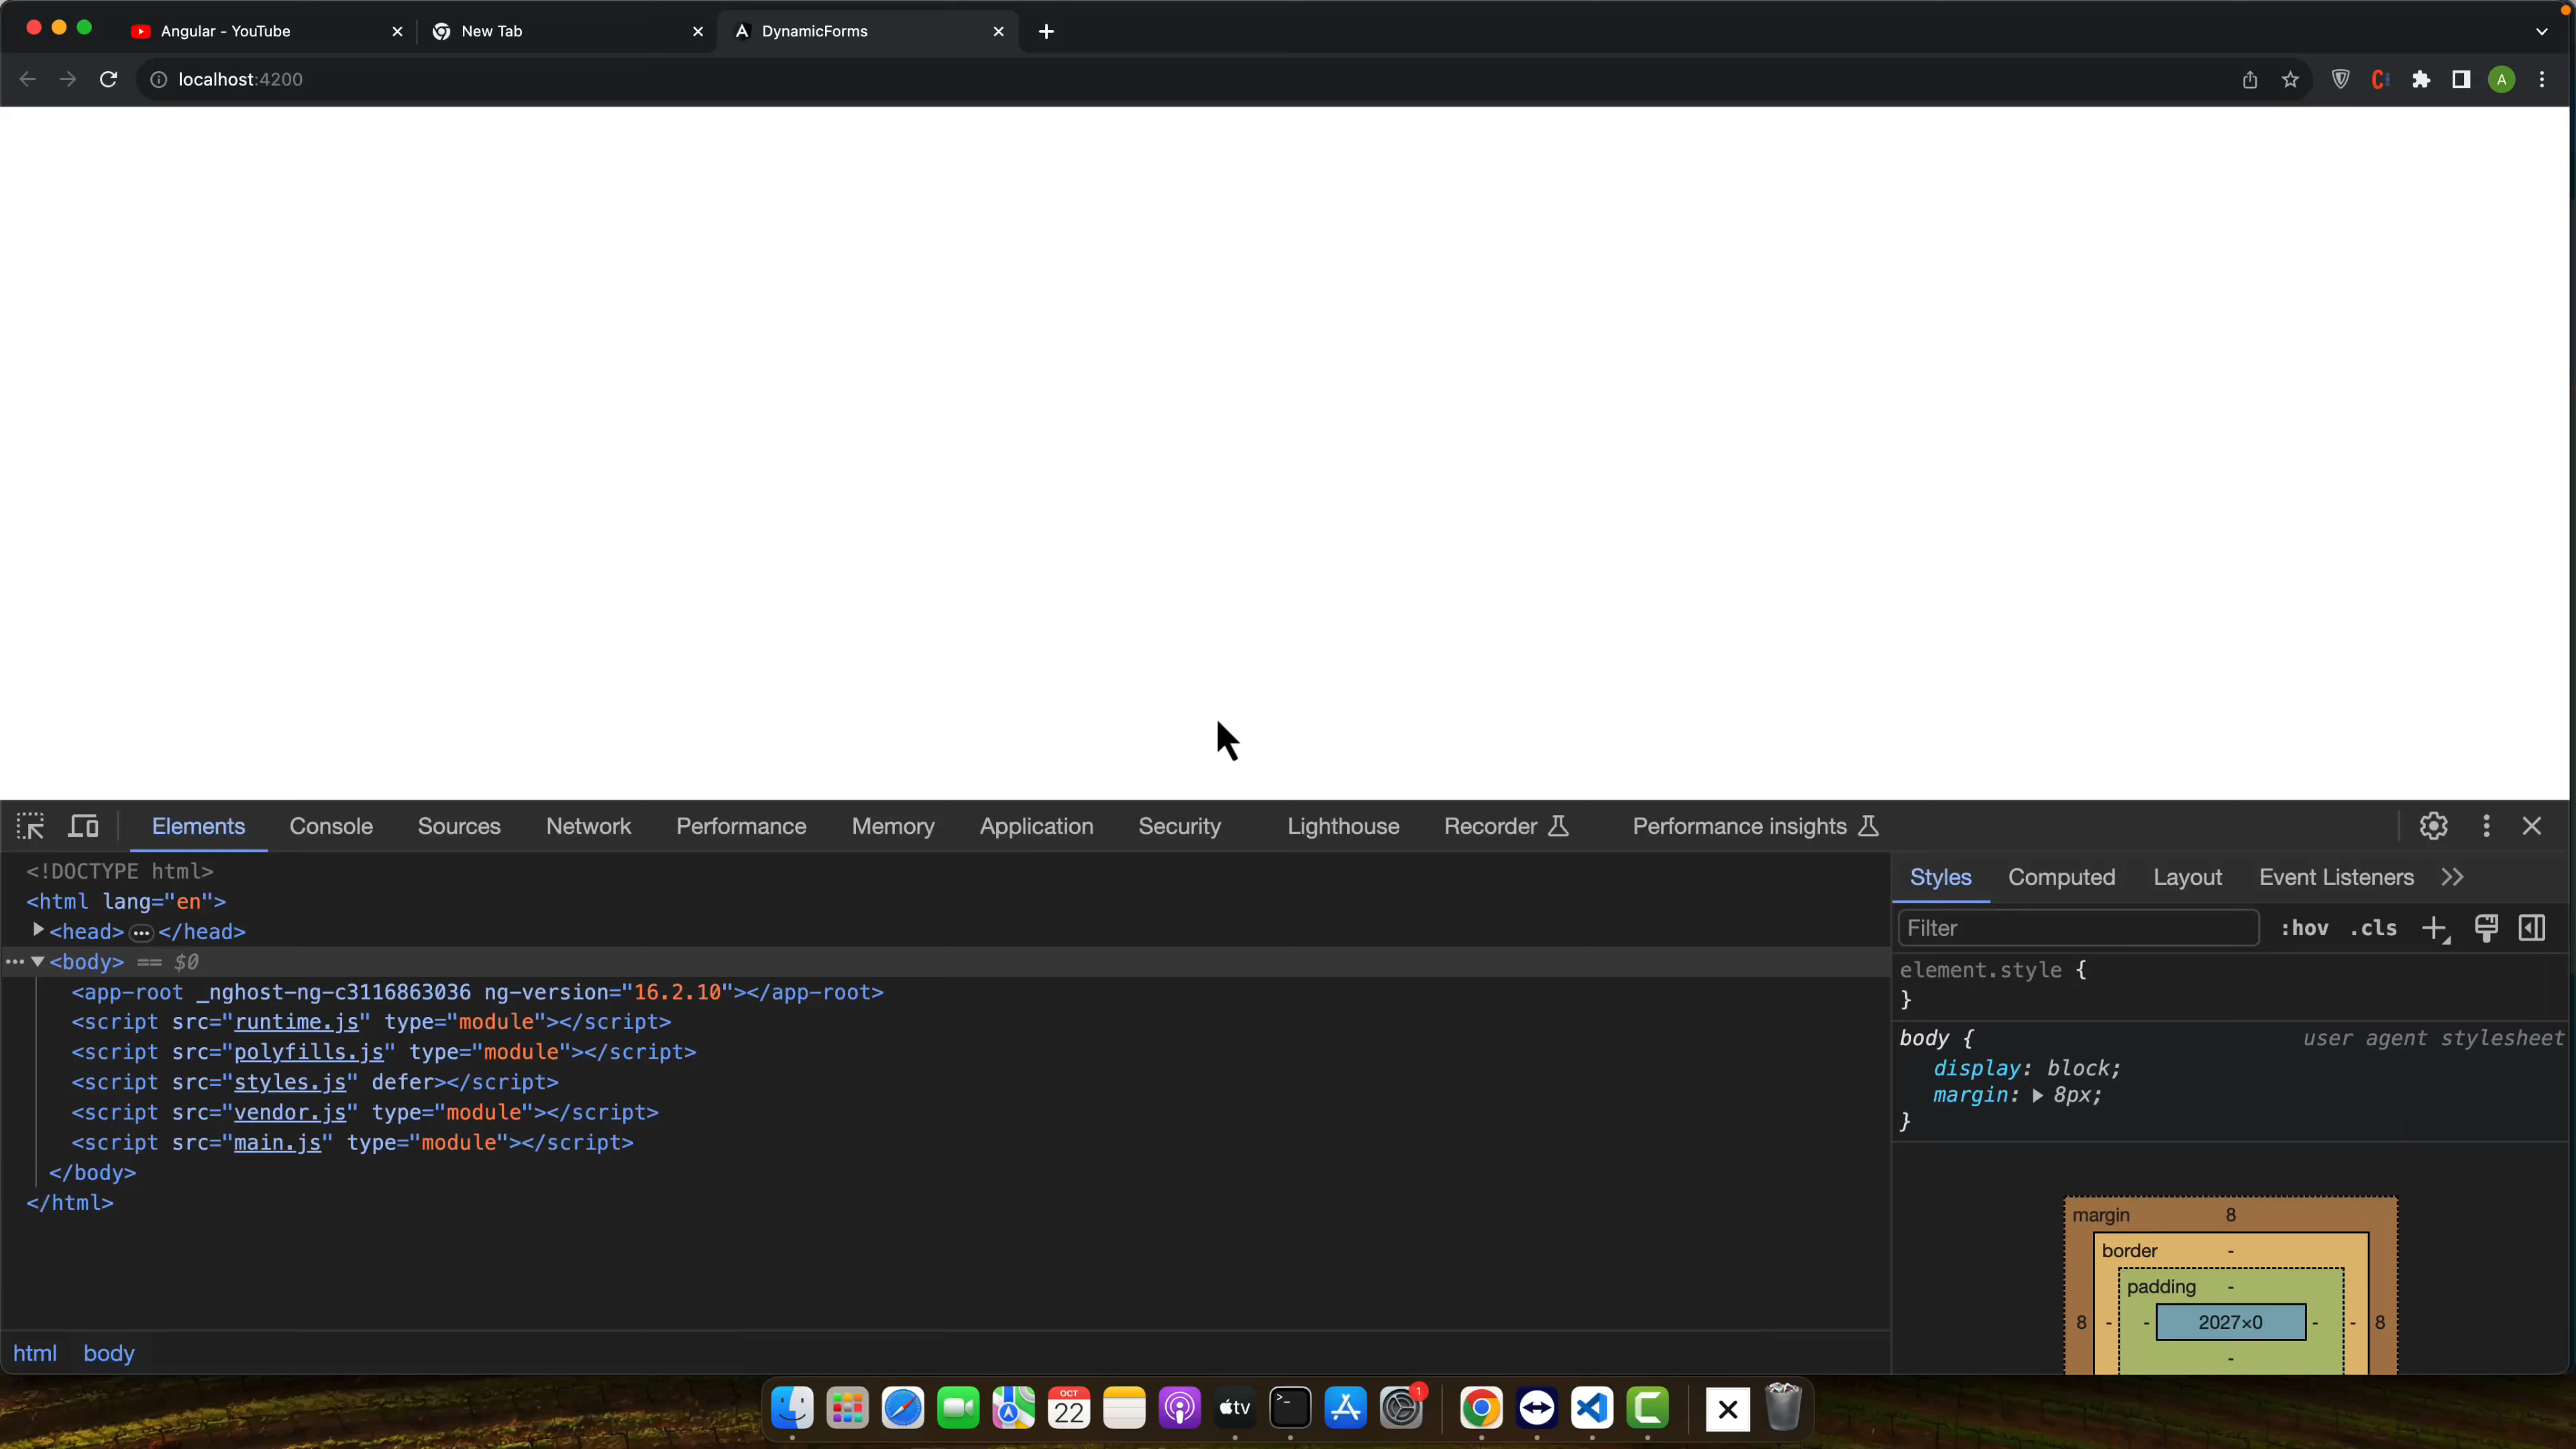 Angular - YouTube
New Tab
DynamicForms
localhost:4200
A
Elements
Console
Sources
Network
Performance
Memory
Application
Security
Lighthouse
Recorder
Performance insights
<!DOCTYPE html>
<html lang="en">
<head> … </head>
<body> == $0
<app-root _nghost-ng-c3116863036 ng-version="16.2.10"></app-root>
<script src="runtime.js" type="module"></script>
<script src="polyfills.js" type="module"></script>
<script src="styles.js" defer></script>
<script src="vendor.js" type="module"></script>
<script src="main.js" type="module"></script>
</body>
</html>
html body
Styles
Computed
Layout
Event Listeners
Filter
:hov
.cls
element.style {
}
body {
user agent stylesheet
display: block;
margin: 8px;
}
margin 8
border -
padding -
8 - - 2027×0 - - 8
-
OCT
22
tv
1